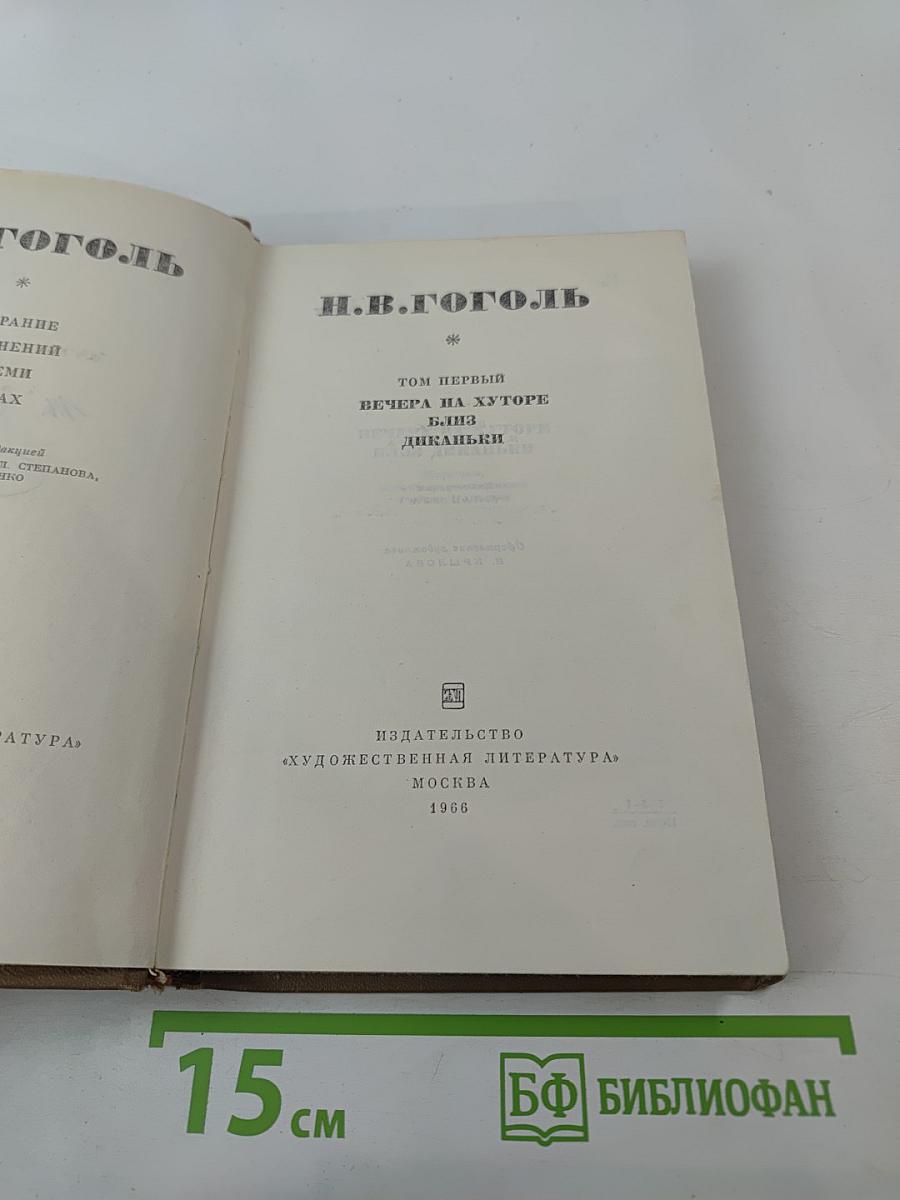 ГОГОЛЬ
*
РАНИЕ
НЕНИЙ
ЕМИ
АХ
акцией
Л. СТЕПАНОВА,
НКО
РАТУРА»
Н.В.ГОГОЛЬ
*
ТОМ ПЕРВЫЙ
ВЕЧЕРА НА ХУТОРЕ
БЛИЗ
ДИКАНЬКИ
ИЗДАТЕЛЬСТВО
«ХУДОЖЕСТВЕННАЯ ЛИТЕРАТУРА»
МОСКВА
1966
15 см
БФ БИБЛИОФАН